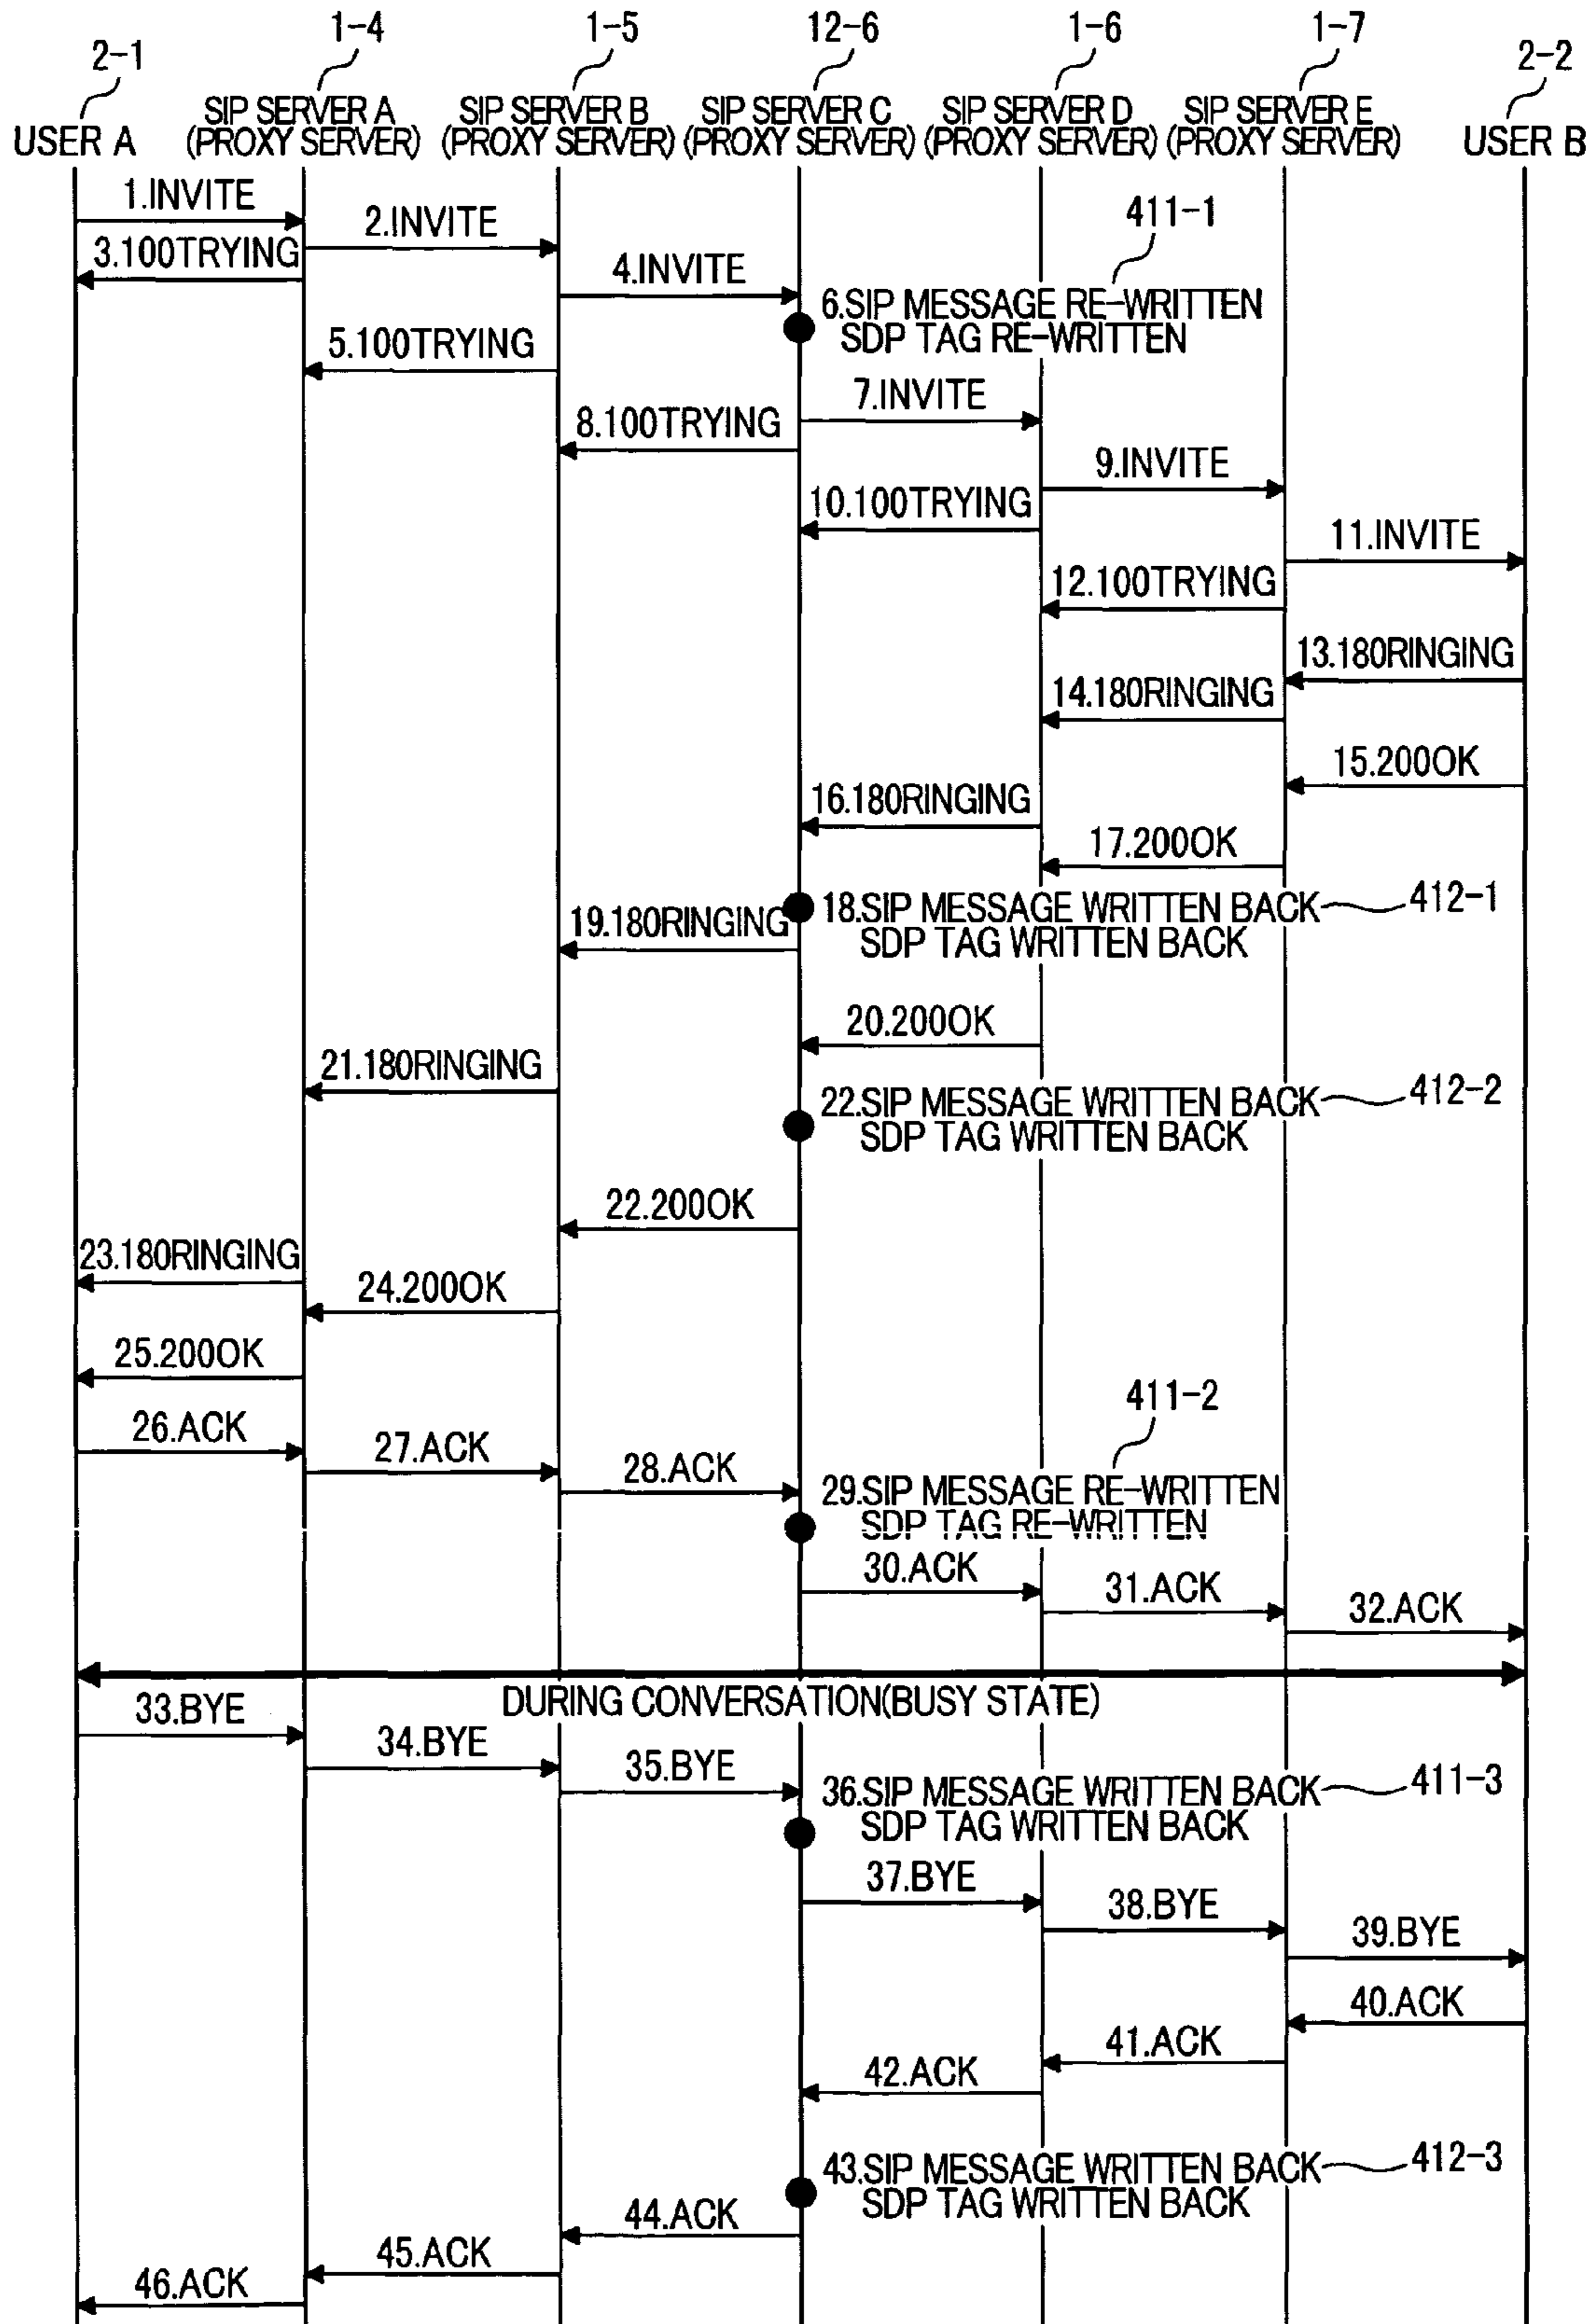 1-4
1-5
12-6
1-6
1-7
2-1
2-2
SIP SERVER A
SIP SERVER B
SIP SERVER C
SIP SERVER D
SIP SERVER E
USER A
(PROXY SERVER)
(PROXY SERVER)
(PROXY SERVER)
(PROXY SERVER)
(PROXY SERVER)
USER B
1.INVITE
2.INVITE
411-1
3.100TRYING
4.INVITE
6.SIP MESSAGE RE-WRITTEN
SDP TAG RE-WRITTEN
5.100TRYING
7.INVITE
8.100TRYING
9.INVITE
10.100TRYING
11.INVITE
12.100TRYING
13.180RINGING
14.180RINGING
15.200OK
16.180RINGING
17.200OK
18.SIP MESSAGE WRITTEN BACK
412-1
SDP TAG WRITTEN BACK
19.180RINGING
20.200OK
21.180RINGING
22.SIP MESSAGE WRITTEN BACK
412-2
SDP TAG WRITTEN BACK
22.200OK
23.180RINGING
24.200OK
25.200OK
411-2
26.ACK
27.ACK
28.ACK
29.SIP MESSAGE RE-WRITTEN
SDP TAG RE-WRITTEN
30.ACK
31.ACK
32.ACK
DURING CONVERSATION(BUSY STATE)
33.BYE
34.BYE
35.BYE
36.SIP MESSAGE WRITTEN BACK
411-3
SDP TAG WRITTEN BACK
37.BYE
38.BYE
39.BYE
40.ACK
41.ACK
42.ACK
43.SIP MESSAGE WRITTEN BACK
412-3
SDP TAG WRITTEN BACK
44.ACK
45.ACK
46.ACK